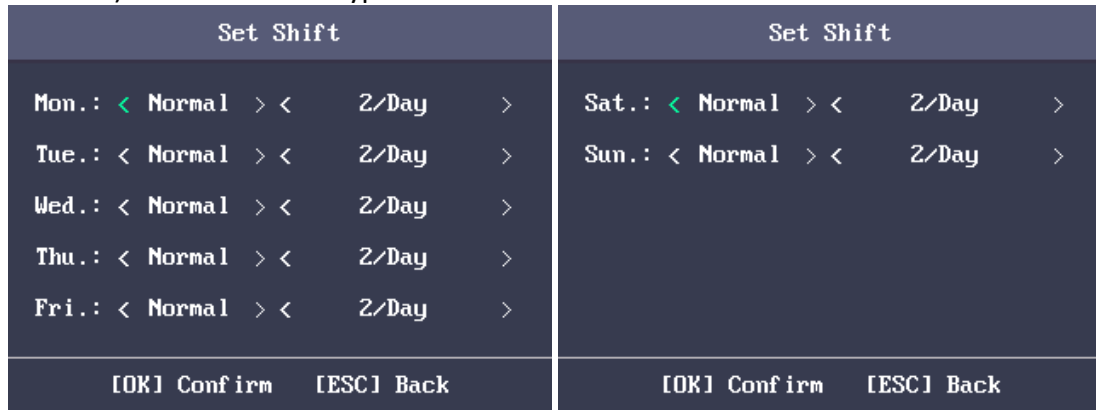 Set Shift
Mon.: < Normal > < 2/Day >
Tue.: < Normal > < 2/Day >
Wed.: < Normal > < 2/Day >
Thu.: < Normal > < 2/Day >
Fri.: < Normal > < 2/Day >
[OK] Confirm [ESC] Back
Set Shift
Sat.: < Normal > < 2/Day >
Sun.: < Normal > < 2/Day >
[OK] Confirm [ESC] Back